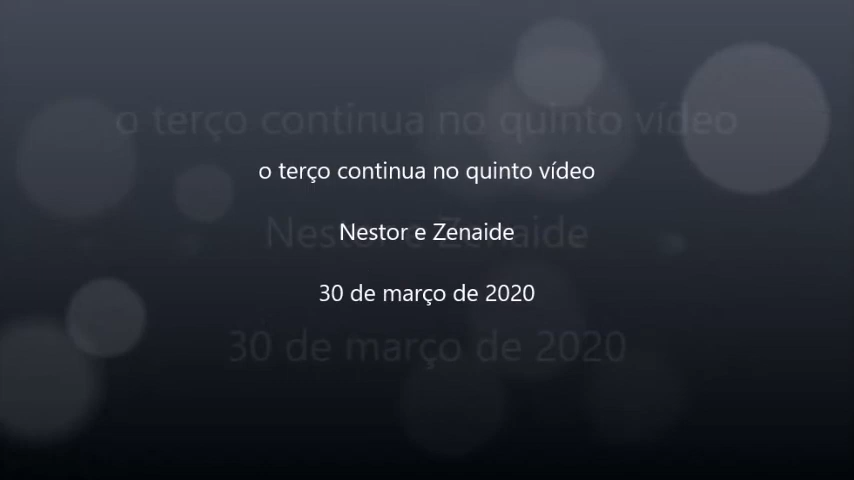 o terço continua no quinto vídeo
Nestor e Zenaide
30 de março de 2020